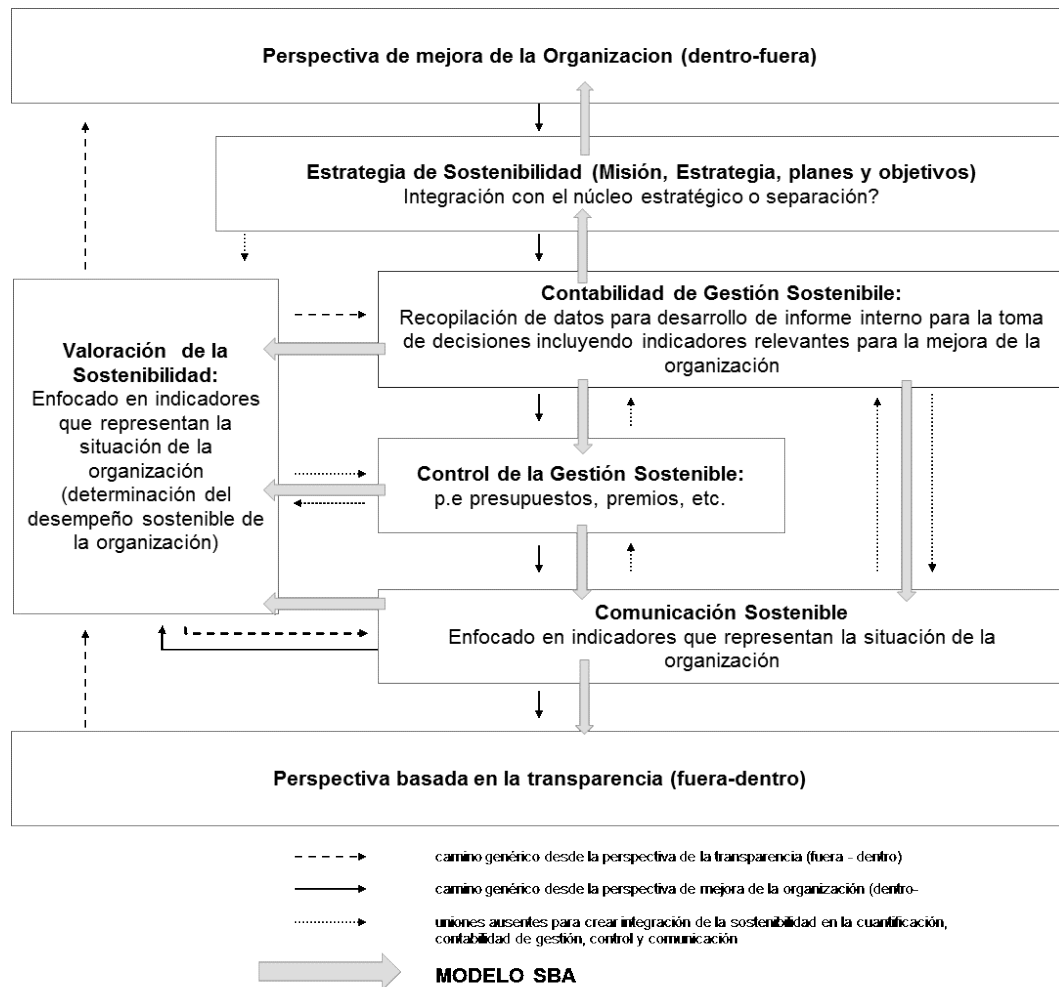 Perspectiva de mejora de la Organizacion (dentro-fuera)
Estrategia de Sostenibilidad (Misión, Estrategia, planes y objetivos)
Integración con el núcleo estratégico o separación?
Contabilidad de Gestión Sostenibile:
Recopilación de datos para desarrollo de informe interno para la toma
de decisiones incluyendo indicadores relevantes para la mejora de la
organización
Valoración de la
Sostenibilidad:
Enfocado en indicadores
que representan la
situación de la
organización
(determinación del
desempeño sostenible de
la organización)
Control de la Gestión Sostenible:
p.e presupuestos, premios, etc.
Comunicación Sostenible
Enfocado en indicadores que representan la situación de la
organización
Perspectiva basada en la transparencia (fuera-dentro)
camino genérico desde la perspectiva de la transparencia (fuera - dentro)
camino genérico desde la perspectiva de mejora de la organización (dentro-
uniones ausentes para crear integración de la sostenibilidad en la cuantificación,
contabilidad de gestión, control y comunicación
MODELO SBA